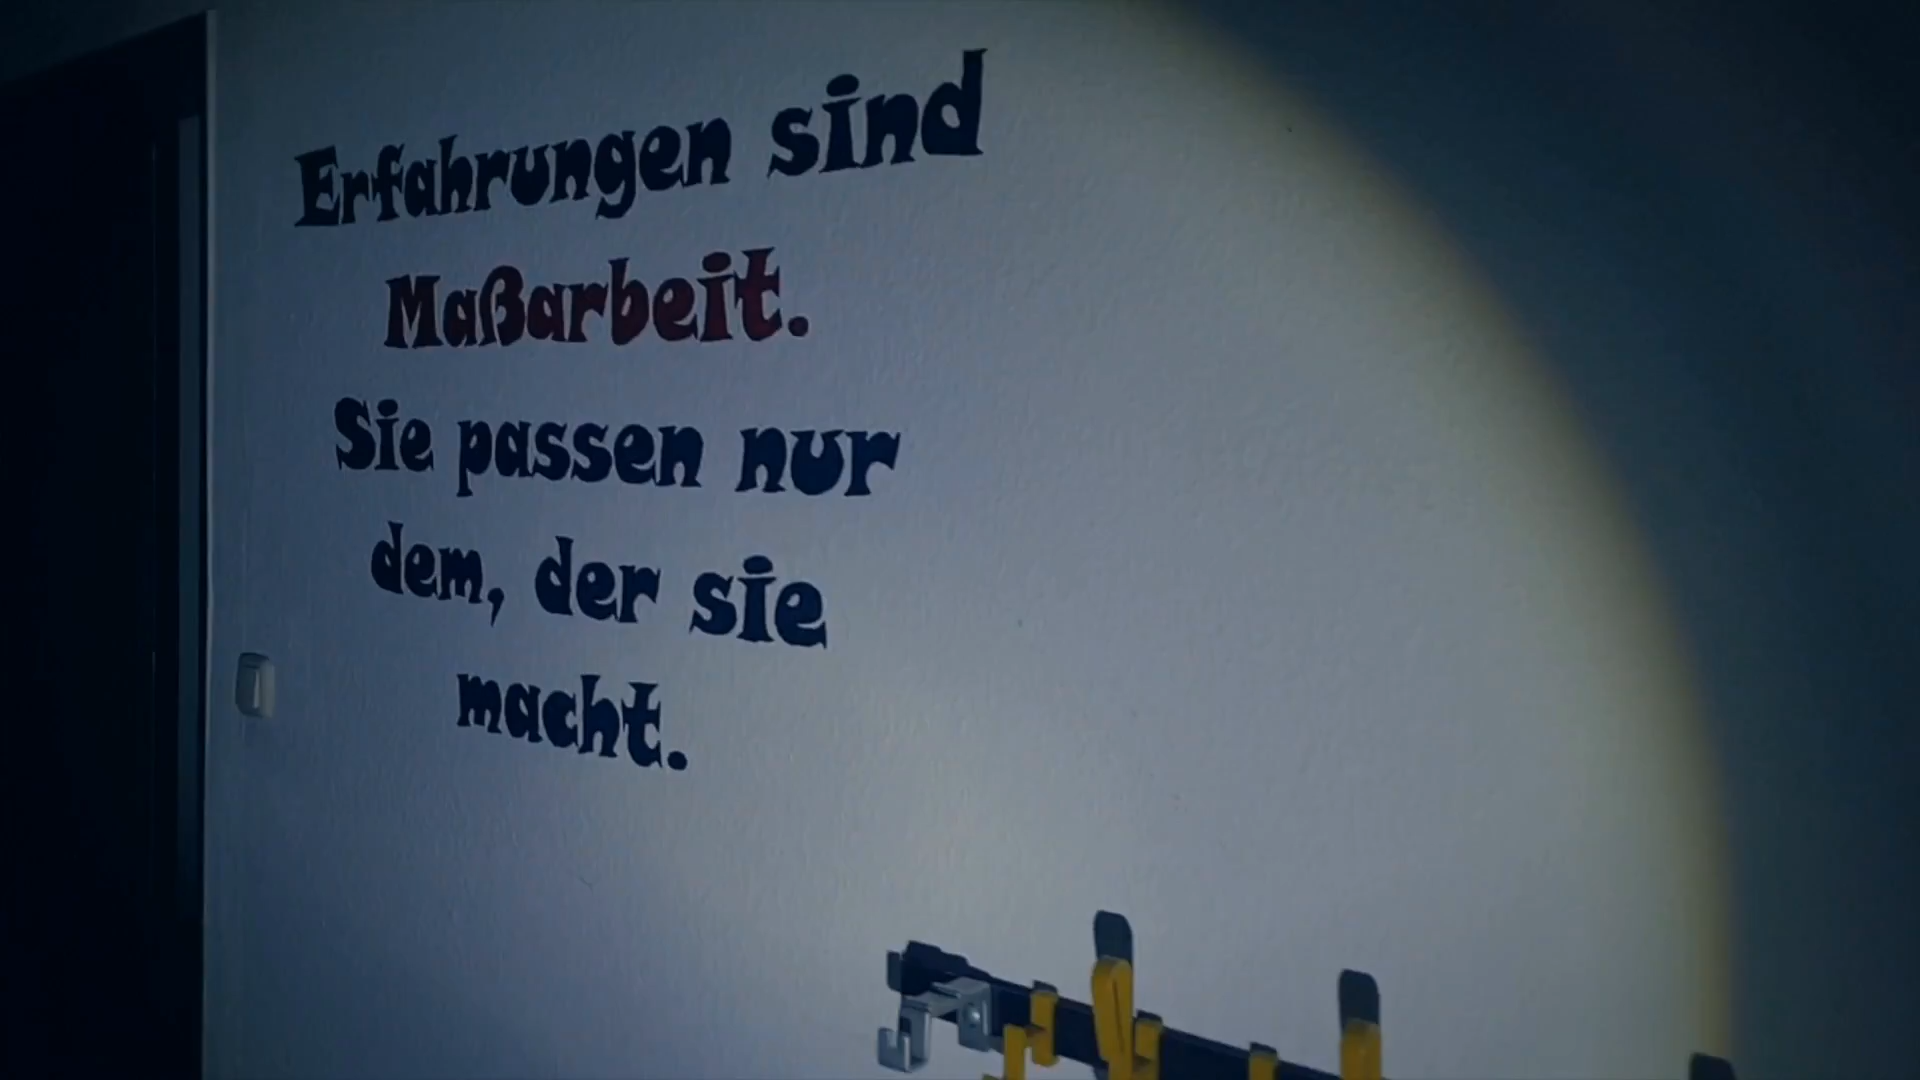 Erfahrungen sind
Maßarbeit.
Sie passen nur
dem, der sie
macht.